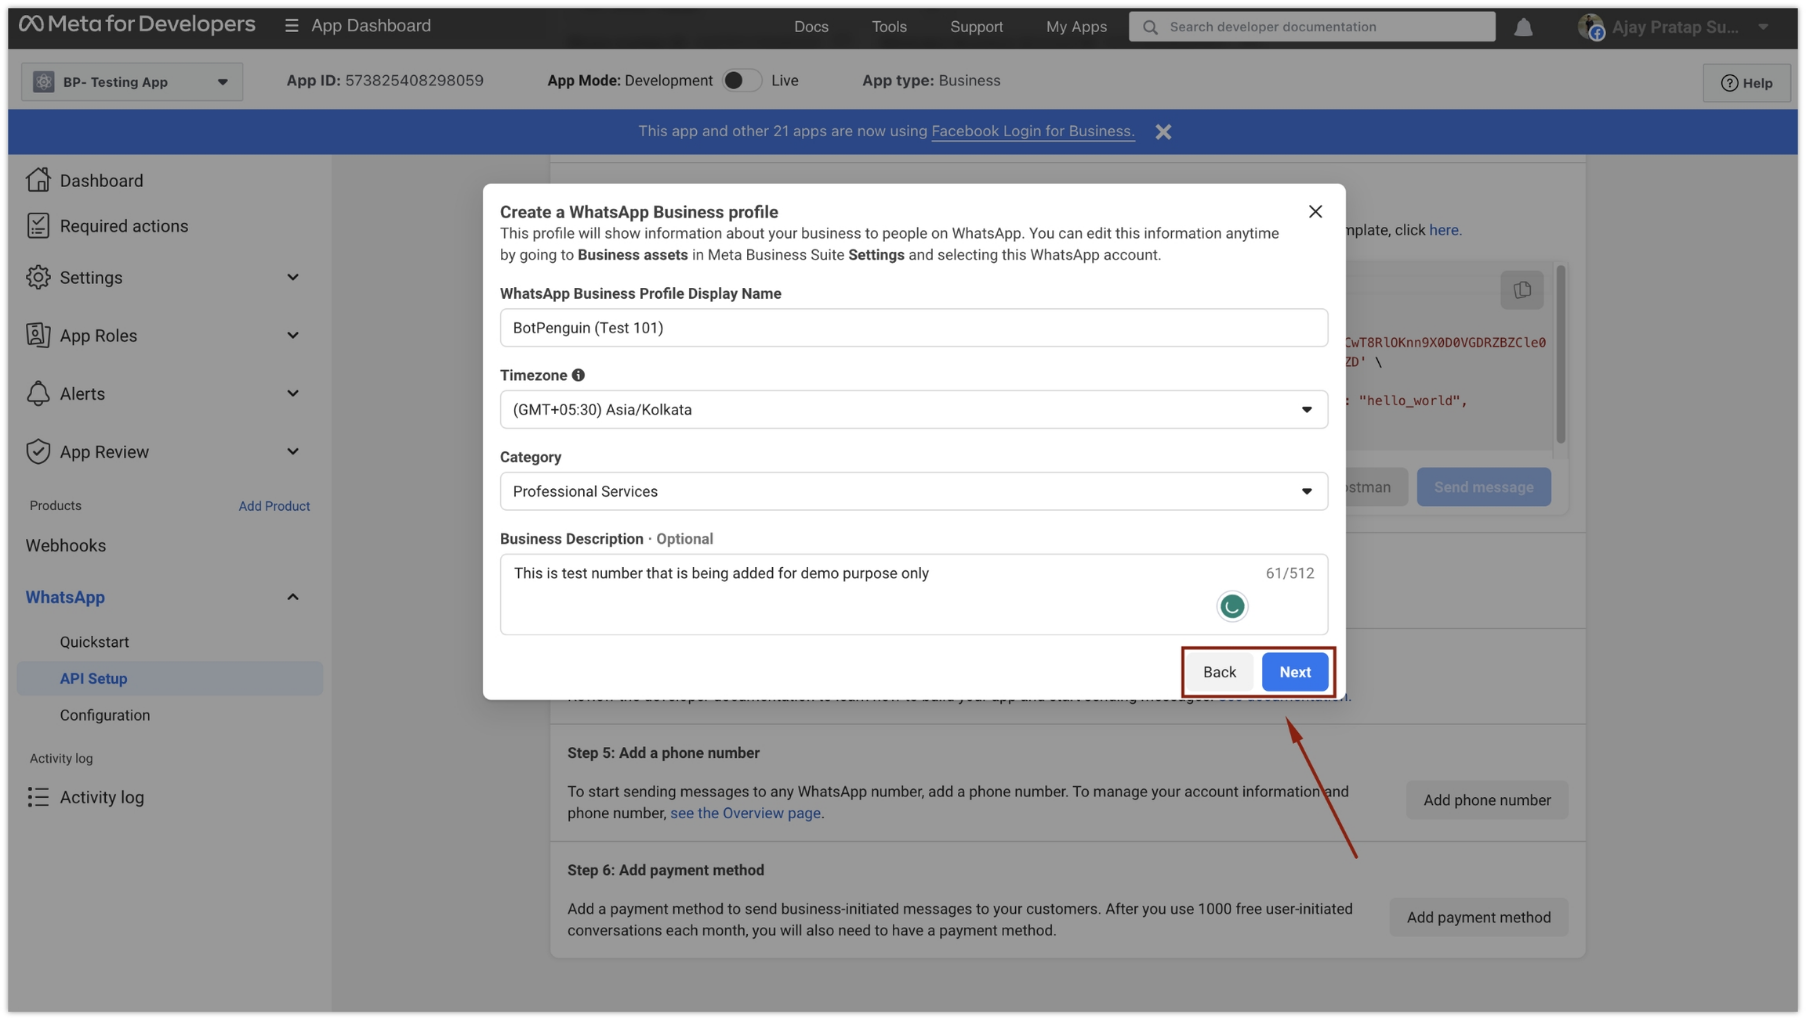 Meta for Developers
App Dashboard
Docs
Tools
Support
My Apps
Search developer documentation
Ajay Pratap Su...
BP- Testing App
App ID: 573825408298059
App Mode: Development
Live
App type: Business
Help
This app and other 21 apps are now using Facebook Login for Business.
Dashboard
Required actions
Settings
App Roles
Alerts
App Review
Products
Add Product
Webhooks
WhatsApp
Quickstart
API Setup
Configuration
Activity log
Activity log
Create a WhatsApp Business profile
This profile will show information about your business to people on WhatsApp. You can edit this information anytime
by going to Business assets in Meta Business Suite Settings and selecting this WhatsApp account.
WhatsApp Business Profile Display Name
BotPenguin (Test 101)
Timezone
(GMT+05:30) Asia/Kolkata
Category
Professional Services
Business Description · Optional
This is test number that is being added for demo purpose only
61/512
Back
Next
mplate, click here.
CwT8RlOKnn9X0D0VGDRZBZCle0
ZD' \
: "hello_world",
ostman
Send message
Step 5: Add a phone number
To start sending messages to any WhatsApp number, add a phone number. To manage your account information and
phone number, see the Overview page.
Add phone number
Step 6: Add payment method
Add a payment method to send business-initiated messages to your customers. After you use 1000 free user-initiated
conversations each month, you will also need to have a payment method.
Add payment method